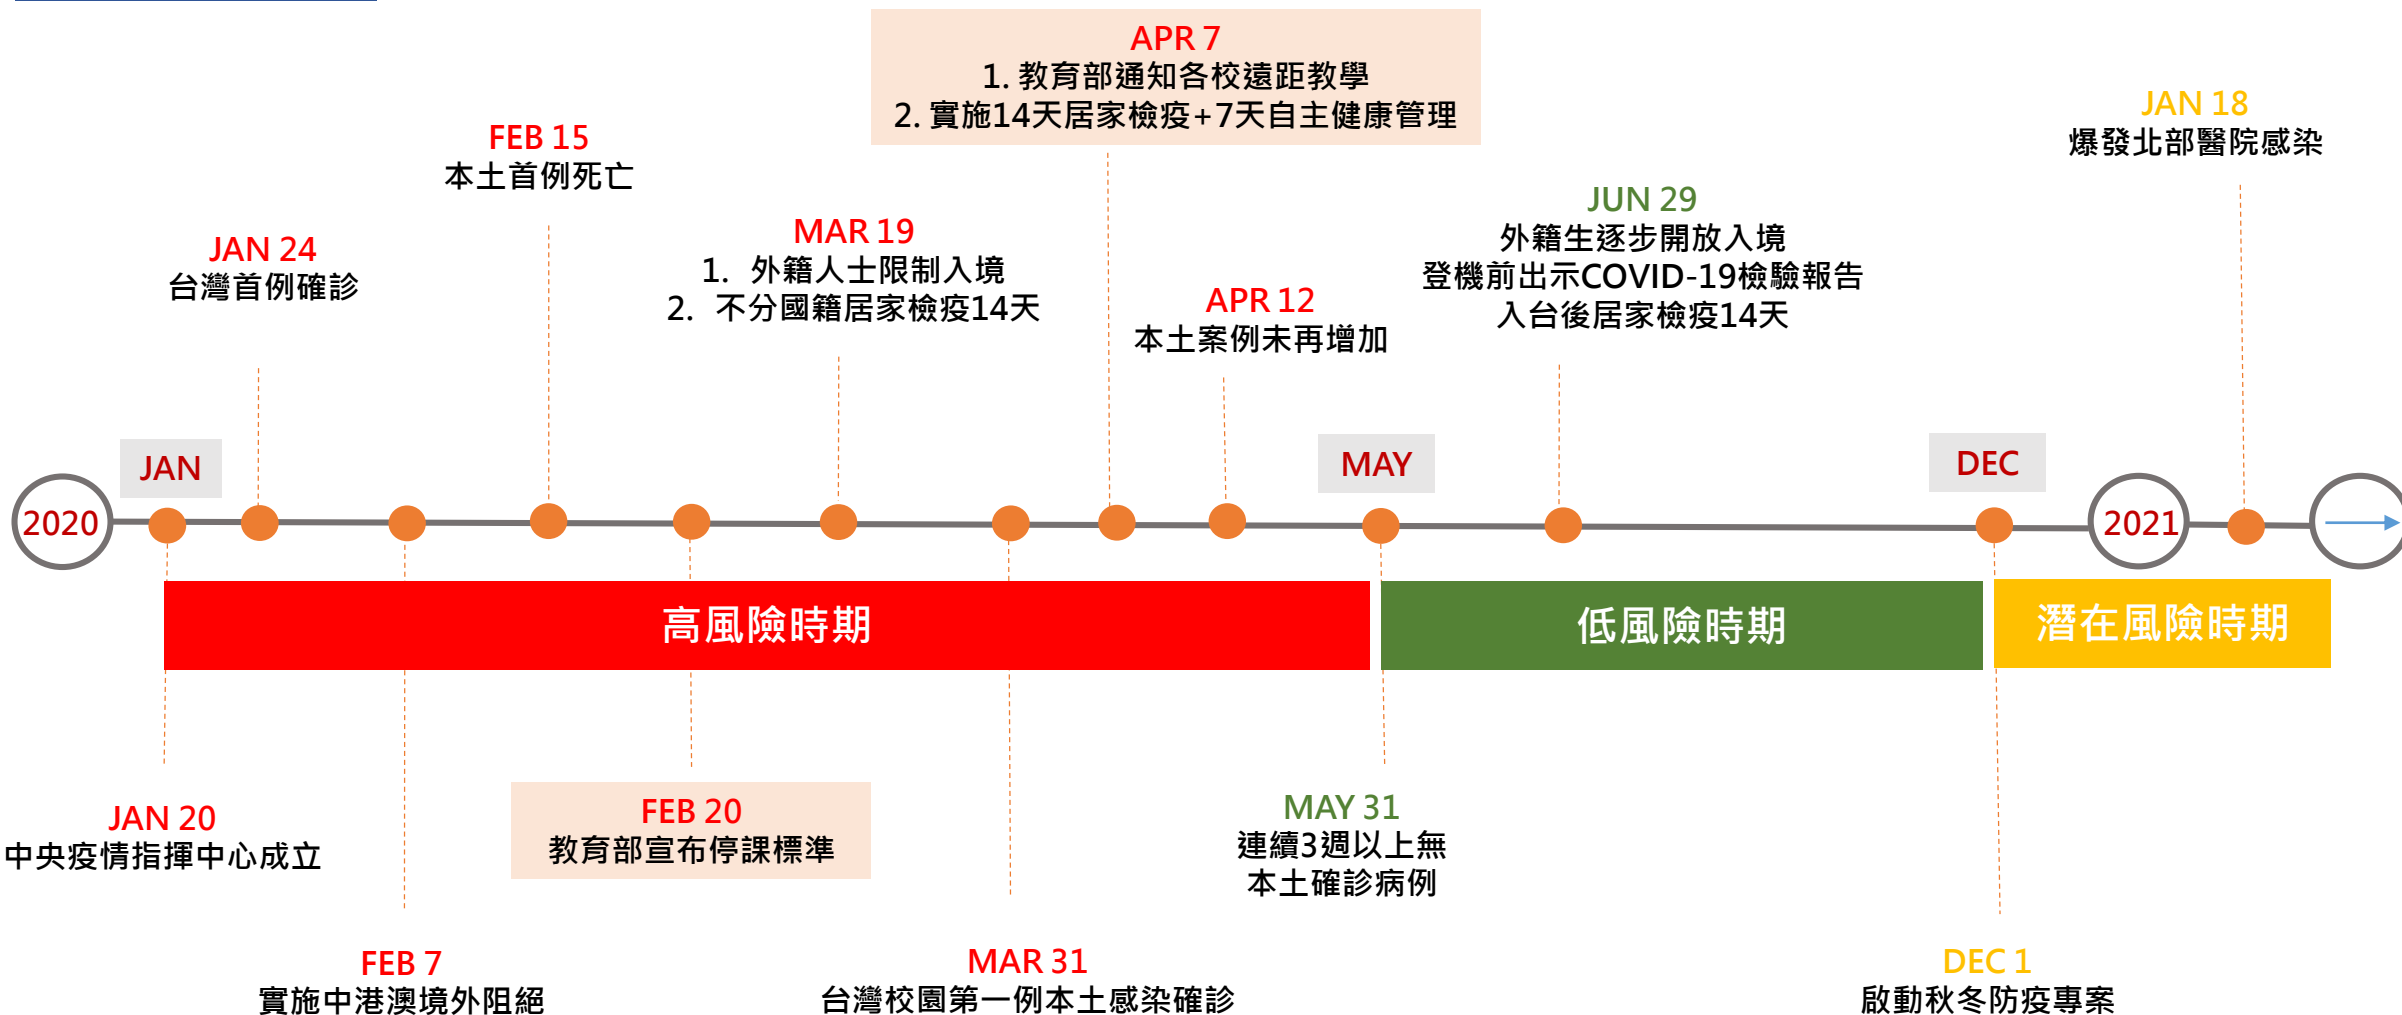 APR 7
1. 教育部通知各校遠距教學
2. 實施14天居家檢疫+7天自主健康管理
JAN 18
爆發北部醫院感染
FEB 15
本土首例死亡
JUN 29
外籍生逐步開放入境
登機前出示COVID-19檢驗報告
入台後居家檢疫14天
MAR 19
1. 外籍人士限制入境
2. 不分國籍居家檢疫14天
JAN 24
台灣首例確診
APR 12
本土案例未再增加
JAN
MAY
DEC
2020
2021
高風險時期
低風險時期
潛在風險時期
JAN 20
中央疫情指揮中心成立
FEB 20
教育部宣布停課標準
MAY 31
連續3週以上無
本土確診病例
FEB 7
實施中港澳境外阻絕
MAR 31
台灣校園第一例本土感染確診
DEC 1
啟動秋冬防疫專案